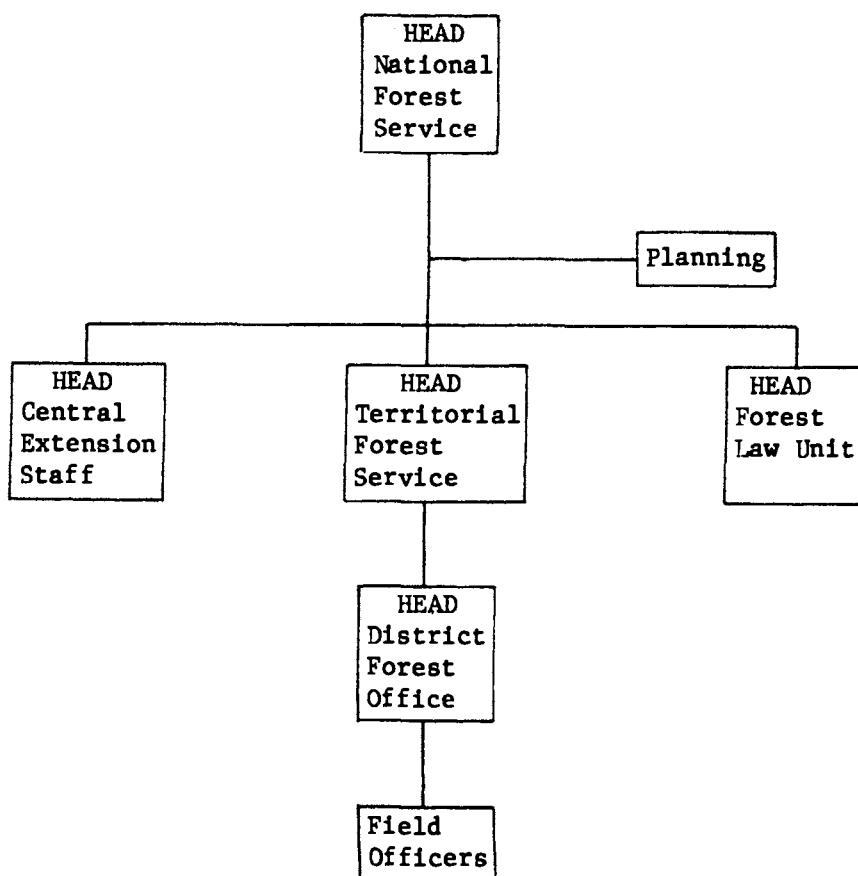 HEAD
National
Forest
Service
Planning
HEAD
Central
Extension
Staff
HEAD
Territorial
Forest
Service
HEAD
Forest
Law Unit
HEAD
District
Forest
Office
Field
Officers